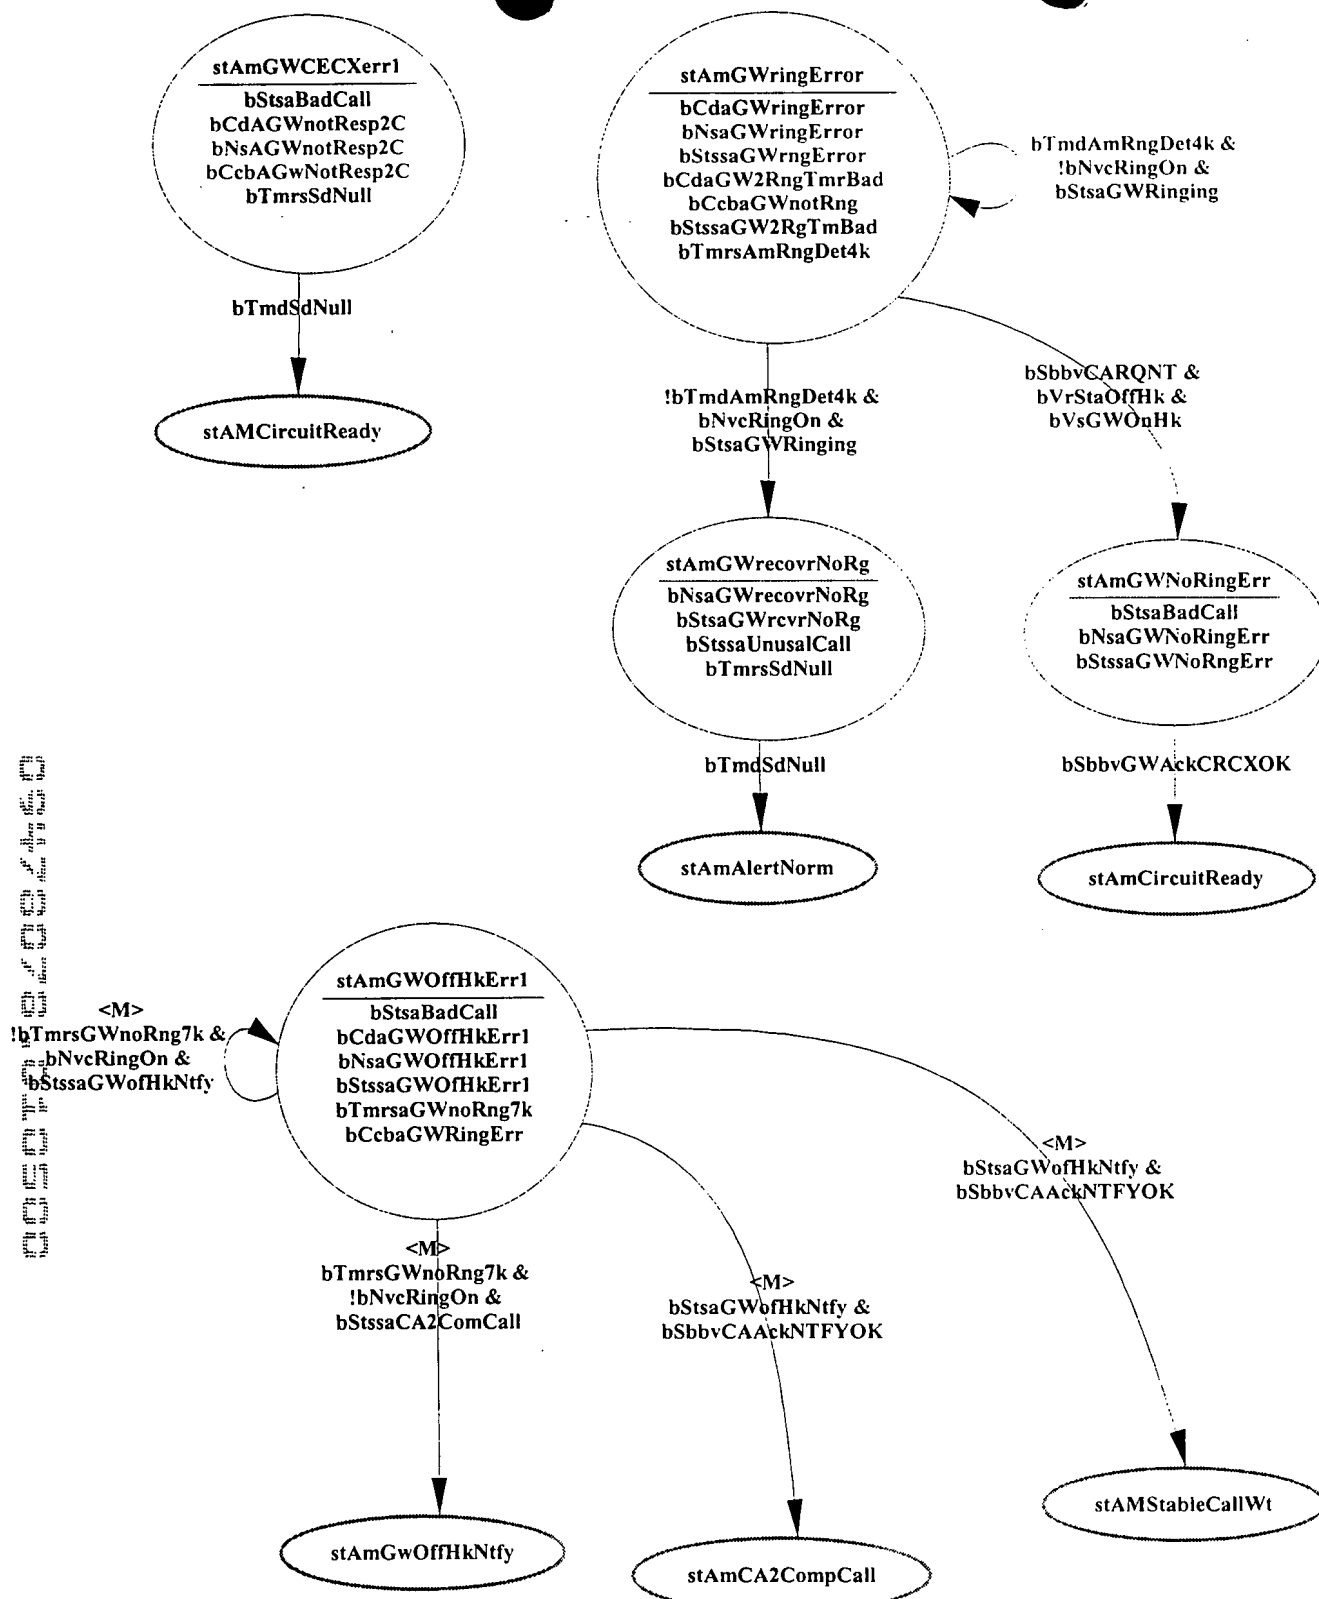 stAmGWCECXerr1
bStsaBadCall
bCdAGWnotResp2C
bNsAGWnotResp2C
bCcbAGwNotResp2C
bTmrsSdNull
bTmdSdNull
stAMCircuitReady
stAmGWringError
bCdaGWringError
bNsaGWringError
bStssaGWrngError
bCdaGW2RngTmrBad
bCcbaGWnotRng
bStssaGW2RgTmBad
bTmrsAmRngDet4k
bTmdAmRngDet4k &
!bNvcRingOn &
bStsaGWRinging
!bTmdAmRngDet4k &
bNvcRingOn &
bStsaGWRinging
bSbbvCARQNT &
bVrStaOffHk &
bVsGWOnHk
stAmGWrecovrNoRg
bNsaGWrecovrNoRg
bStsaGWrcvrNoRg
bStssaUnusalCall
bTmrsSdNull
stAmGWNoRingErr
bStsaBadCall
bNsaGWNoRingErr
bStssaGWNoRngErr
bTmdSdNull
bSbbvGWAckCRCXOK
stAmAlertNorm
stAmCircuitReady
stAmGWOffHkErr1
bStsaBadCall
bCdaGWOffHkErr1
bNsaGWOffHkErr1
bStssaGWOfHkErr1
bTmrsaGWnoRng7k
bCcbaGWRingErr
<M>
!bTmrsGWnoRng7k &
bNvcRingOn &
bStssaGWofHkNtfy
<M>
bTmrsGWnoRng7k &
!bNvcRingOn &
bStssaCA2ComCall
<M>
bStsaGWofHkNtfy &
bSbbvCAAckNTFYOK
<M>
bStsaGWofHkNtfy &
bSbbvCAAckNTFYOK
stAmGwOffHkNtfy
stAmCA2CompCall
stAMStableCallWt